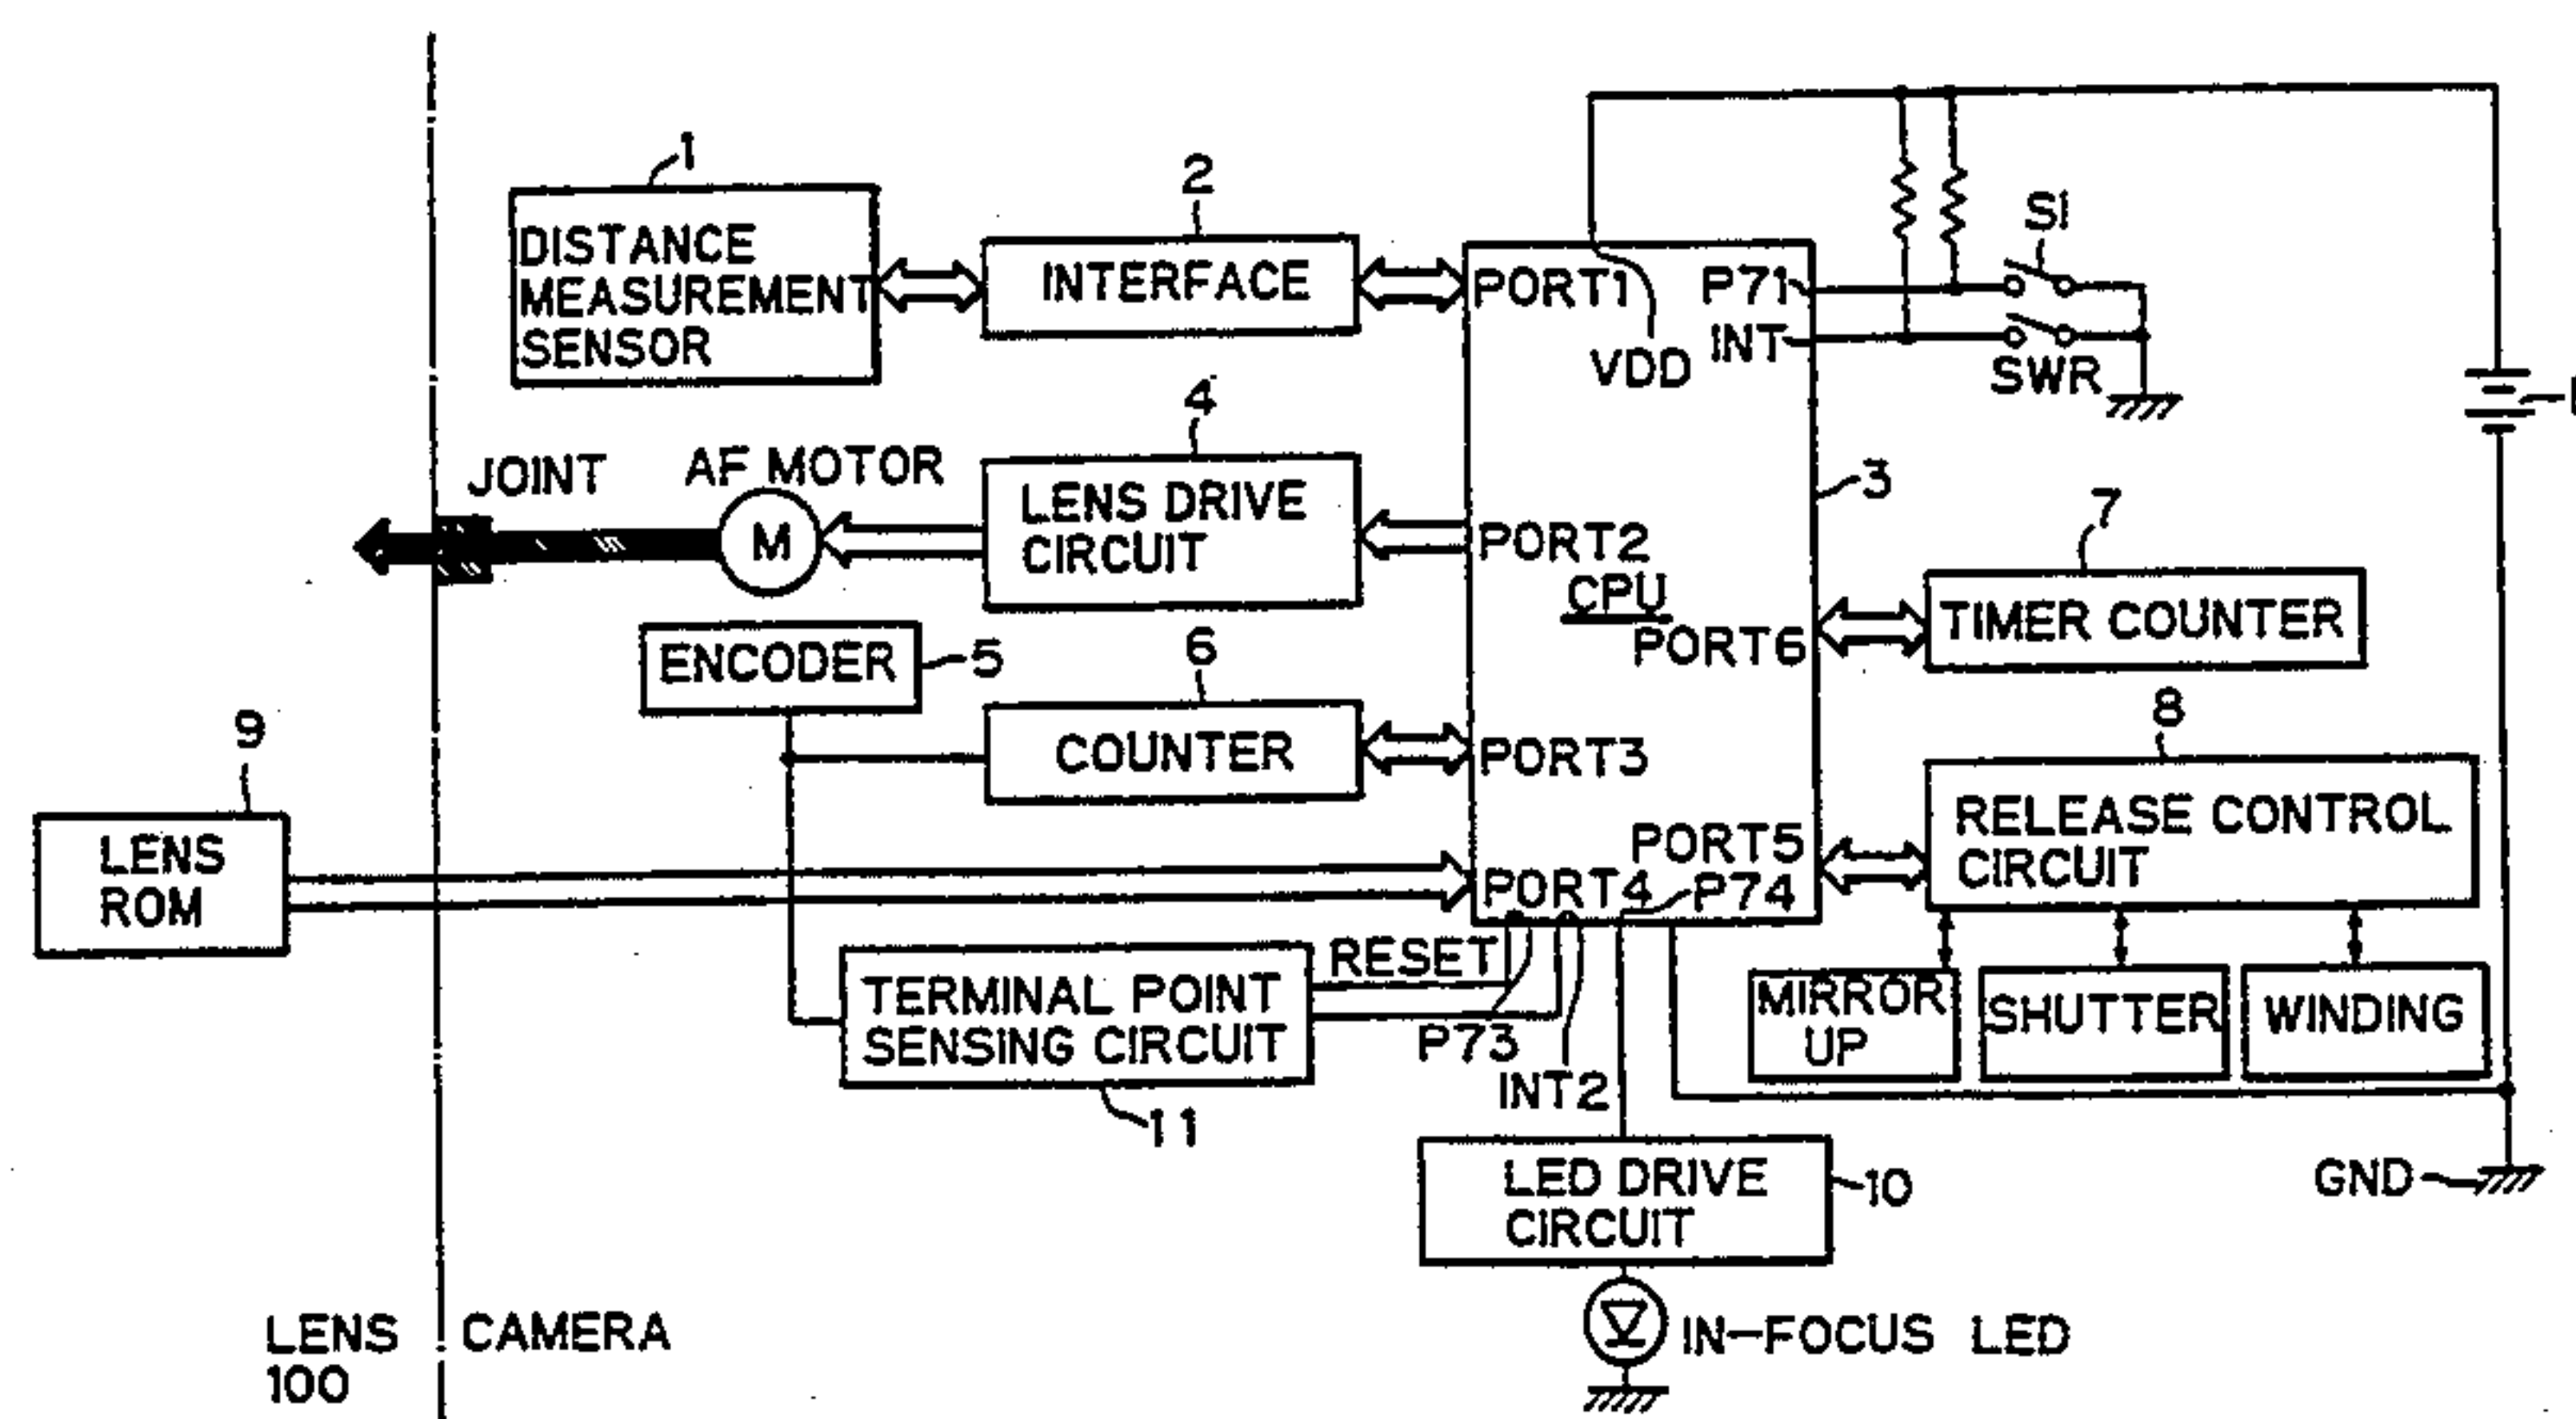 1
DISTANCE
MEASUREMENT
SENSOR
2
INTERFACE
PORT1
VDD
P71
INT
S1
SWR
JOINT
AF MOTOR
M
4
LENS DRIVE
CIRCUIT
PORT2
CPU
3
PORT6
7
TIMER COUNTER
ENCODER
5
6
COUNTER
PORT3
8
RELEASE CONTROL
CIRCUIT
PORT5
9
LENS
ROM
PORT4
P74
MIRROR
UP
SHUTTER
WINDING
TERMINAL POINT
SENSING CIRCUIT
11
RESET
P73
INT2
GND
LED DRIVE
CIRCUIT
10
IN-FOCUS LED
LENS
100
CAMERA